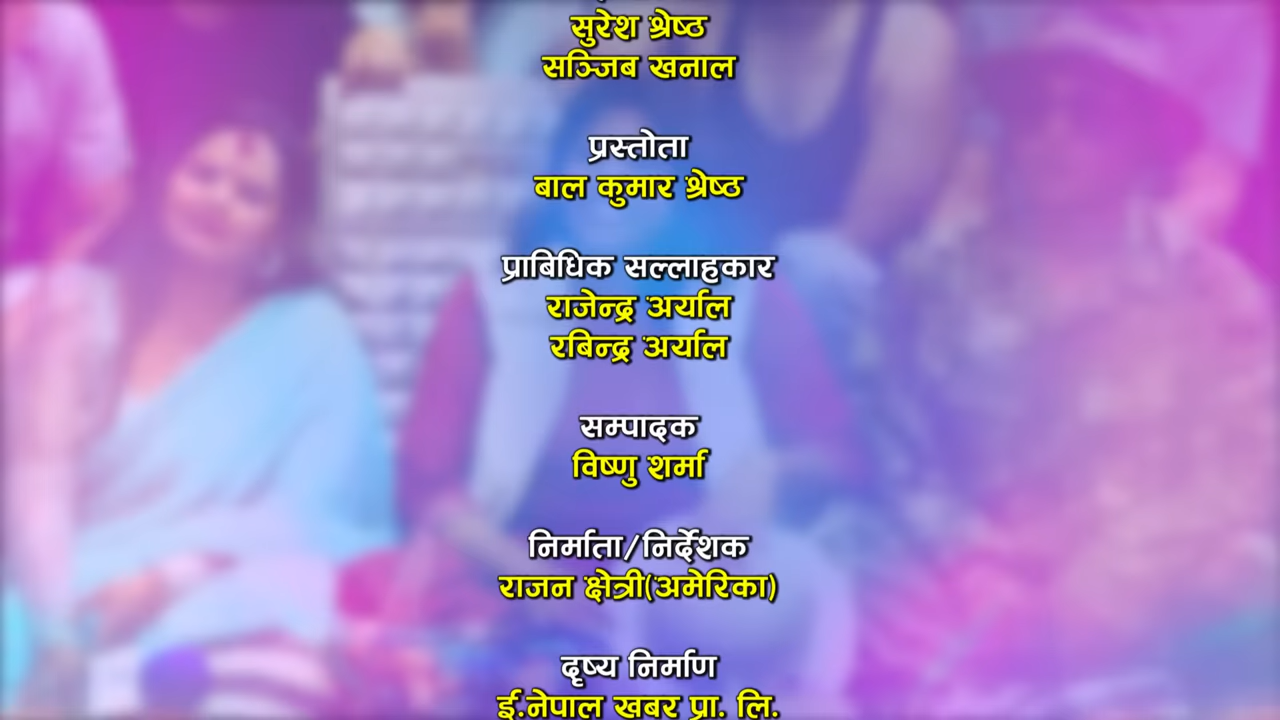 सुरेश श्रेष्ठ
सञ्जिब खनाल
प्रस्तोता
बाल कुमार श्रेष्ठ
प्राबिधिक सल्लाहकार
राजेन्द्र अर्याल
रबिन्द्र अर्याल
सम्पादक
विष्णु शर्मा
निर्माता/निर्देशक
राजन क्षेत्री(अमेरिका)
दृष्य निर्माण
ई.नेपाल खबर प्रा. लि.